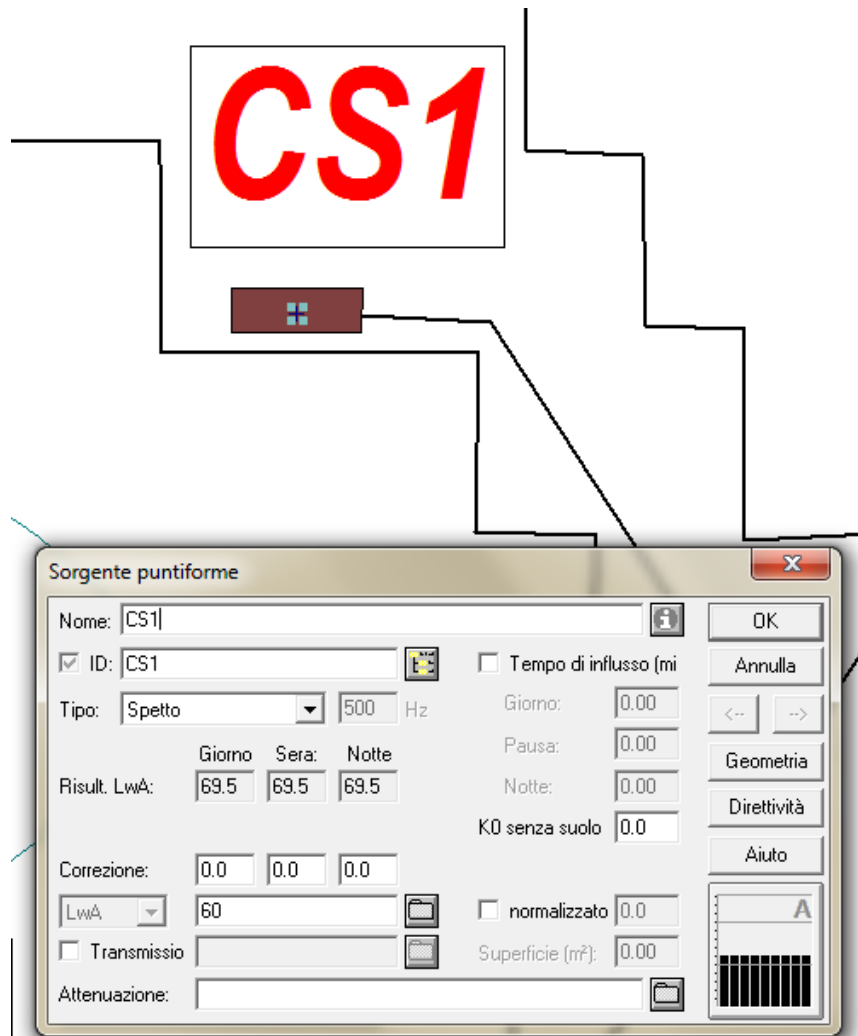 CS1
Sorgente puntiforme
X
Nome: CS1 i OK
ID: CS1 Tempo di influsso (mi Annulla
Tipo: Spetto 500 Hz Giorno: 0.00 <-- -->
Giorno Sera: Notte Pausa: 0.00 Geometria
Risult. LwA: 69.5 69.5 69.5 Notte: 0.00 Direttività
K0 senza suolo 0.0
Correzione: 0.0 0.0 0.0 Aiuto
LwA 60 normalizzato 0.0 A
Transmissio Superficie (m²): 0.00
Attenuazione: